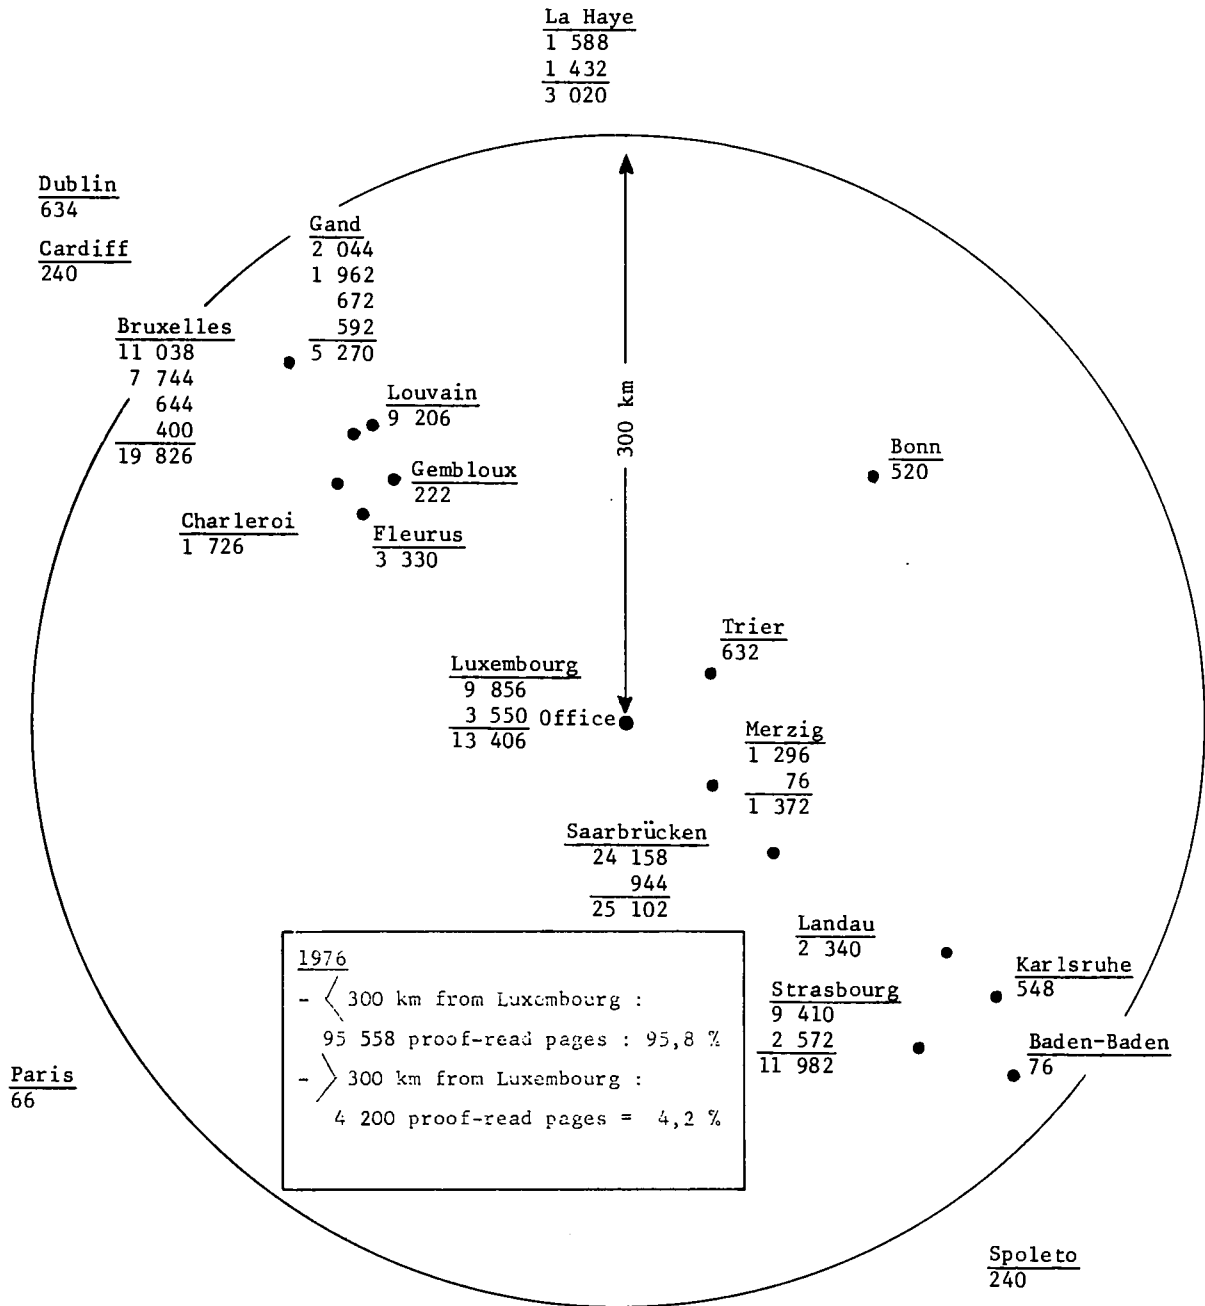 La Haye
1 588
1 432
3 020
Dublin
634
Cardiff
240
Gand
2 044
1 962
672
592
5 270
Bruxelles
11 038
7 744
644
400
19 826
Louvain
9 206
Gembloux
222
Charleroi
1 726
Fleurus
3 330
300 km
Bonn
520
Trier
632
Luxembourg
9 856
3 550 Office
13 406
Merzig
1 296
76
1 372
Saarbrücken
24 158
944
25 102
Landau
2 340
Karlsruhe
548
Strasbourg
9 410
2 572
11 982
Baden-Baden
76
Paris
66
1976
- < 300 km from Luxembourg :
95 558 proof-read pages : 95,8 %
- > 300 km from Luxembourg :
4 200 proof-read pages = 4,2 %
Spoleto
240